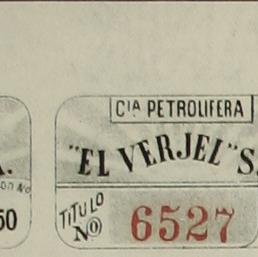 CIA PETROLIFERA
"EL VERJEL" S.
TITULO
No 6527
50